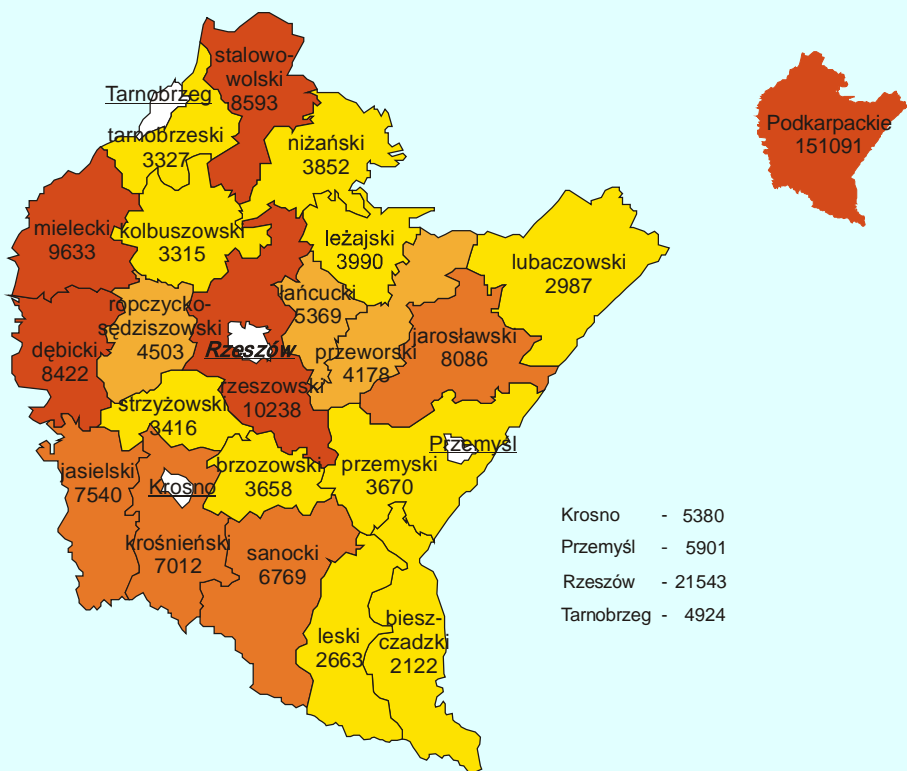 stalowo-
wolski
8593
Tarnobrzeg
tarnobrzeski
3327
niżański
3852
Podkarpackie
151091
mielecki
9633
kolbuszowski
3315
leżajski
3990
lubaczowski
2987
ropczycko-
sędziszowski
4503
łańcucki
5369
dębicki
8422
Rzeszów
przeworski
4178
jarosławski
8086
rzeszowski
10238
strzyżowski
3416
jasielski
7540
Krosno
brzozowski
3658
przemyski
3670
Przemyśl
krośnieński
7012
sanocki
6769
leski
2663
biesz-
czadzki
2122
Krosno - 5380
Przemyśl - 5901
Rzeszów - 21543
Tarnobrzeg - 4924